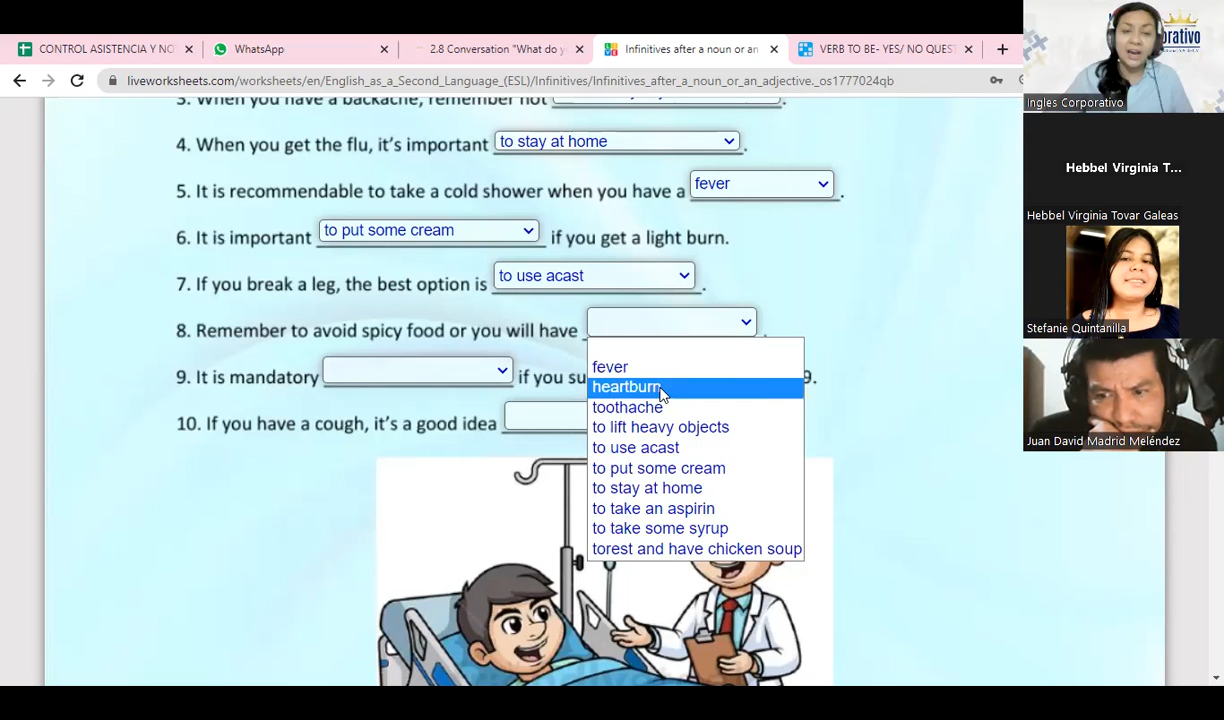 CONTROL ASISTENCIA Y NO
WhatsApp
2.8 Conversation "What do y
Infinitives after a noun or an
VERB TO BE- YES/ NO QUEST
liveworksheets.com/worksheets/en/English_as_a_Second_Language_(ESL)/Infinitives/Infinitives_after_a_noun_or_an_adjective._os1777024qb
3. When you have a backache, remember not
4. When you get the flu, it's important to stay at home.
5. It is recommendable to take a cold shower when you have a fever.
6. It is important to put some cream if you get a light burn.
7. If you break a leg, the best option is to use acast.
8. Remember to avoid spicy food or you will have
9. It is mandatory if you su 9.
10. If you have a cough, it's a good idea
fever
heartburn
toothache
to lift heavy objects
to use acast
to put some cream
to stay at home
to take an aspirin
to take some syrup
torest and have chicken soup
Ingles Corporativo
Hebbel Virginia T...
Hebbel Virginia Tovar Galeas
Stefanie Quintanilla
Juan David Madrid Meléndez